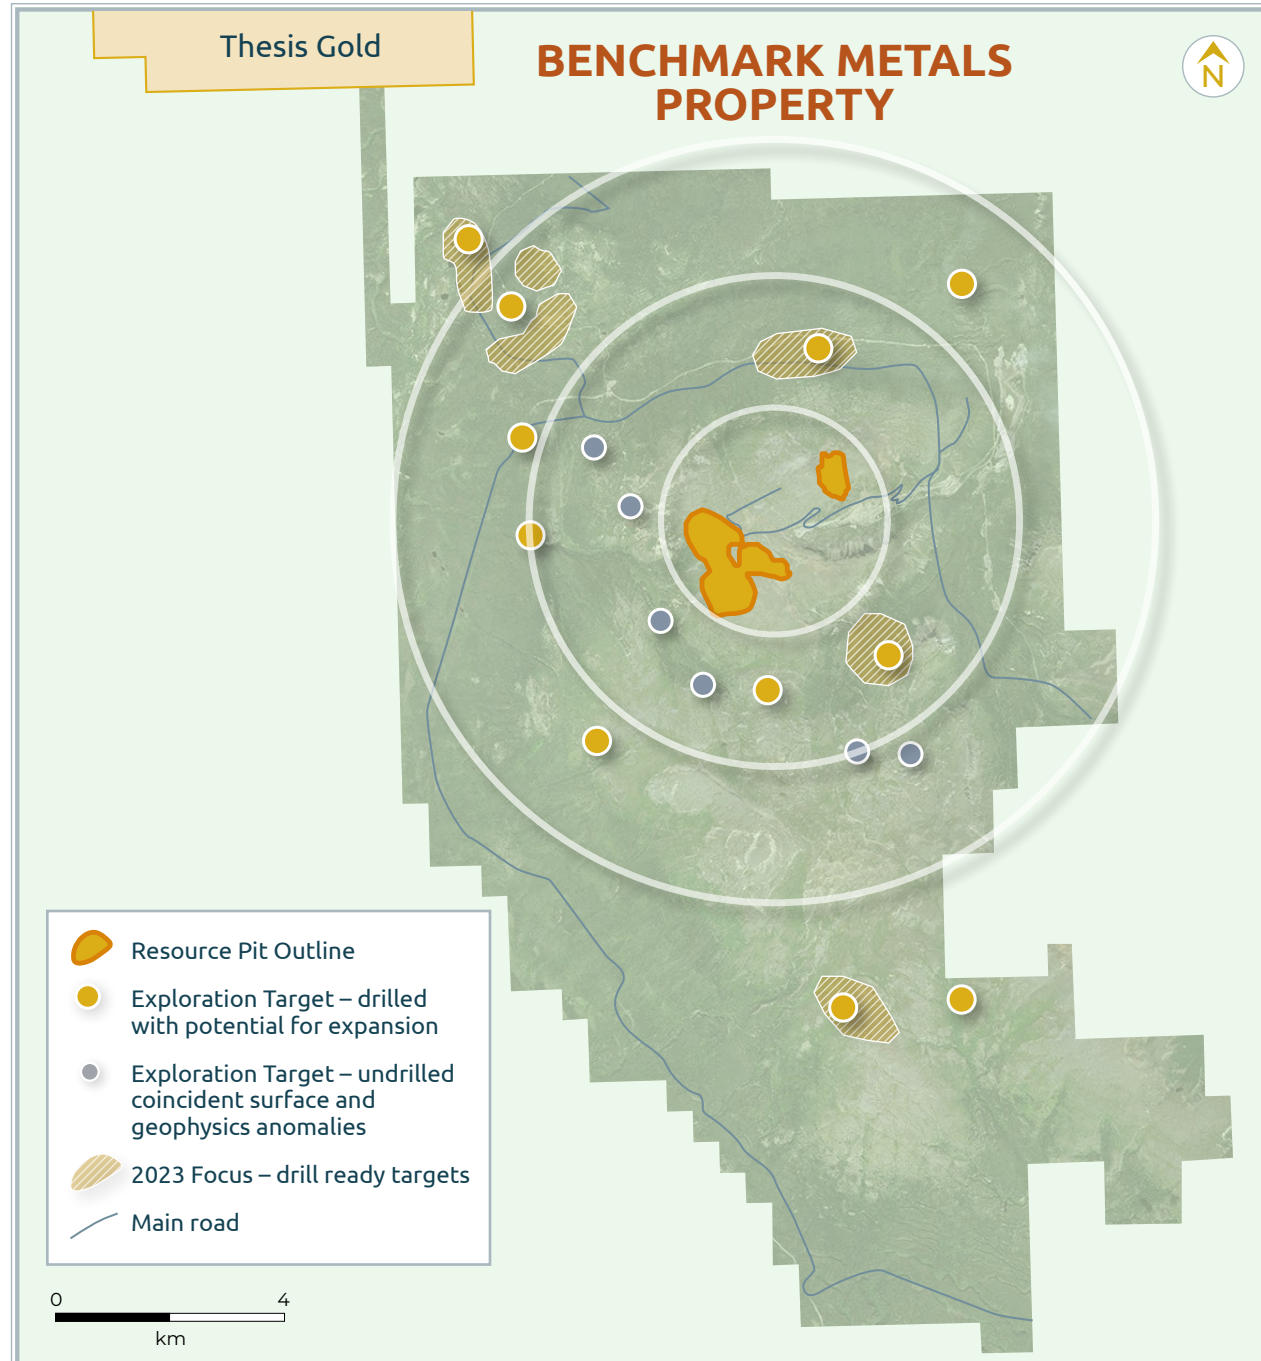 Thesis Gold
BENCHMARK METALS
PROPERTY
N
Resource Pit Outline
Exploration Target – drilled
with potential for expansion
Exploration Target – undrilled
coincident surface and
geophysics anomalies
2023 Focus – drill ready targets
Main road
0 4
km